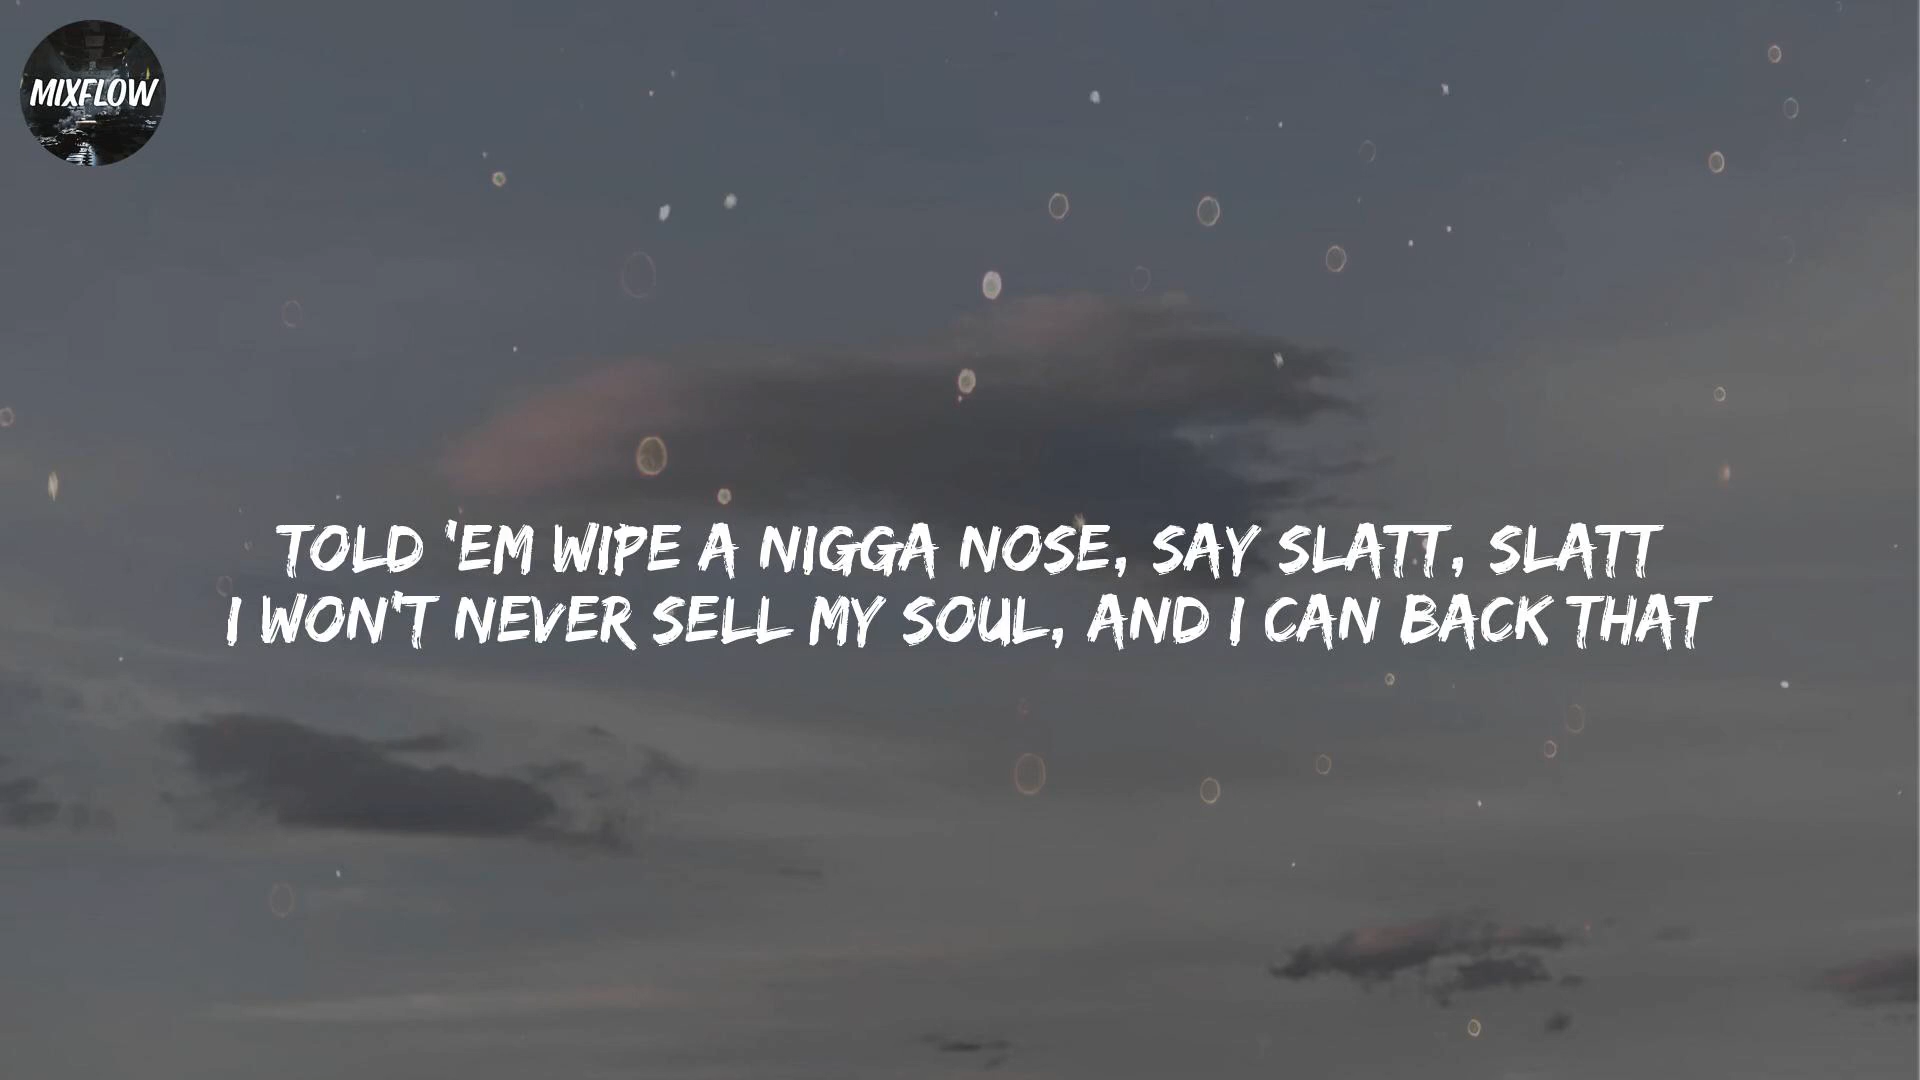 MIXFLOW
TOLD 'EM WIPE A NIGGA NOSE, SAY SLATT, SLATT
I WON'T NEVER SELL MY SOUL, AND I CAN BACK THAT